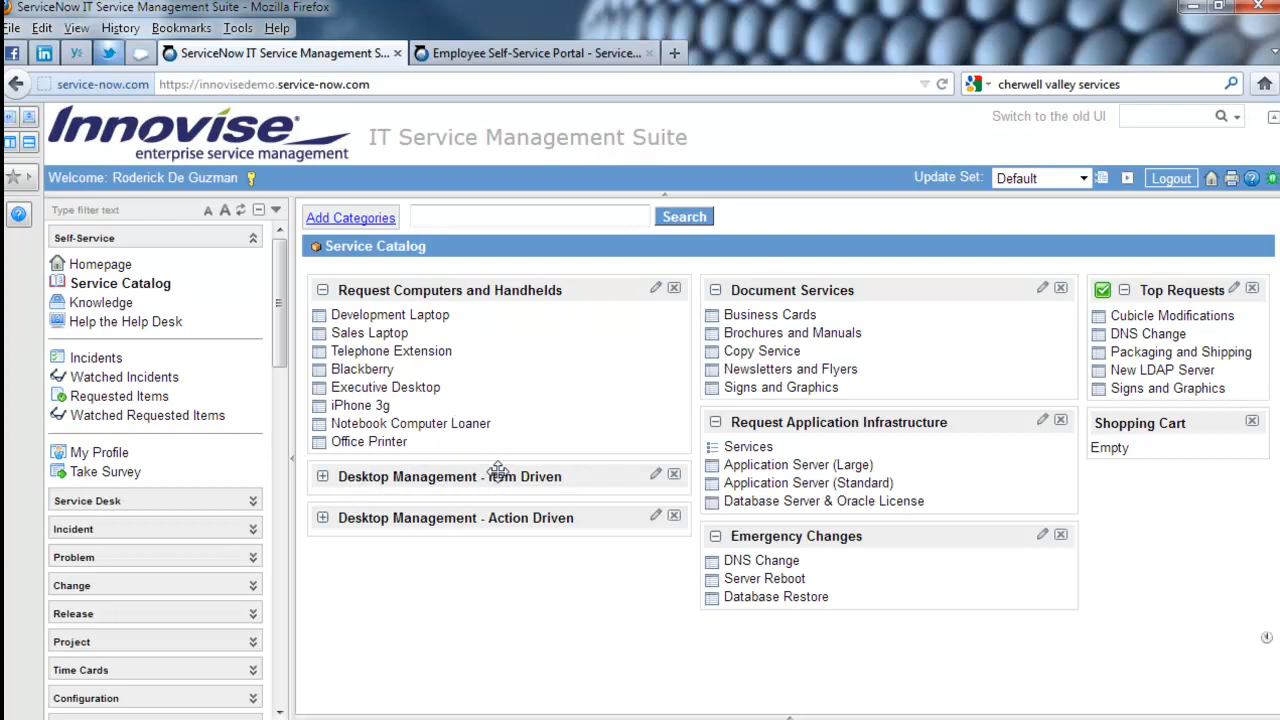 ServiceNow IT Service Management Suite - Mozilla Firefox
File Edit View History Bookmarks Tools Help
ServiceNow IT Service Management S... Employee Self-Service Portal - Service...
service-now.com https://innovisedemo.service-now.com cherwell valley services
Innovise
enterprise service management
IT Service Management Suite
Switch to the old UI
Welcome: Roderick De Guzman
Update Set: Default Logout
Type filter text
Self-Service
Homepage
Service Catalog
Knowledge
Help the Help Desk
Incidents
Watched Incidents
Requested Items
Watched Requested Items
My Profile
Take Survey
Service Desk
Incident
Problem
Change
Release
Project
Time Cards
Configuration
Add Categories Search
Service Catalog
Request Computers and Handhelds
Development Laptop
Sales Laptop
Telephone Extension
Blackberry
Executive Desktop
iPhone 3g
Notebook Computer Loaner
Office Printer
Desktop Management - Item Driven
Desktop Management - Action Driven
Document Services
Business Cards
Brochures and Manuals
Copy Service
Newsletters and Flyers
Signs and Graphics
Request Application Infrastructure
Services
Application Server (Large)
Application Server (Standard)
Database Server & Oracle License
Emergency Changes
DNS Change
Server Reboot
Database Restore
Top Requests
Cubicle Modifications
DNS Change
Packaging and Shipping
New LDAP Server
Signs and Graphics
Shopping Cart
Empty